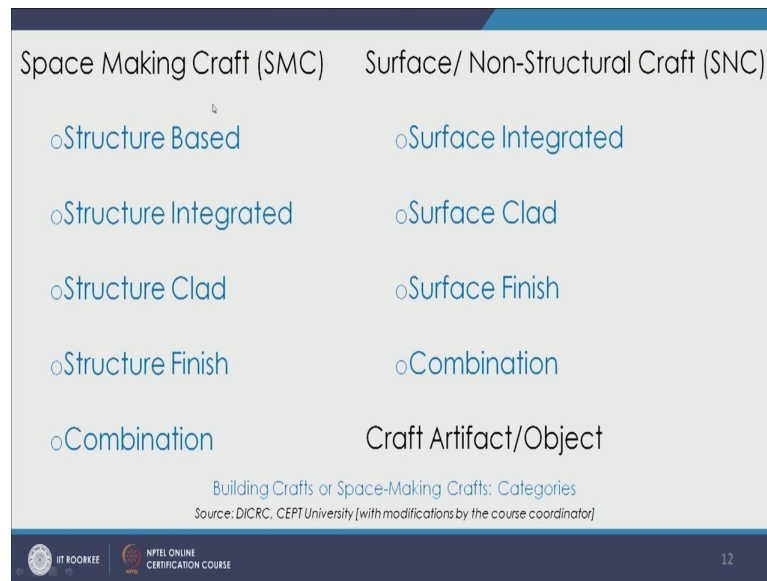 Space Making Craft (SMC)
Structure Based
Structure Integrated
Structure Clad
Structure Finish
Combination
Surface/ Non-Structural Craft (SNC)
Surface Integrated
Surface Clad
Surface Finish
Combination
Craft Artifact/Object
Building Crafts or Space-Making Crafts: Categories
Source: DICRC, CEPT University [with modifications by the course coordinator]
IIT ROORKEE
NPTEL ONLINE
CERTIFICATION COURSE
12